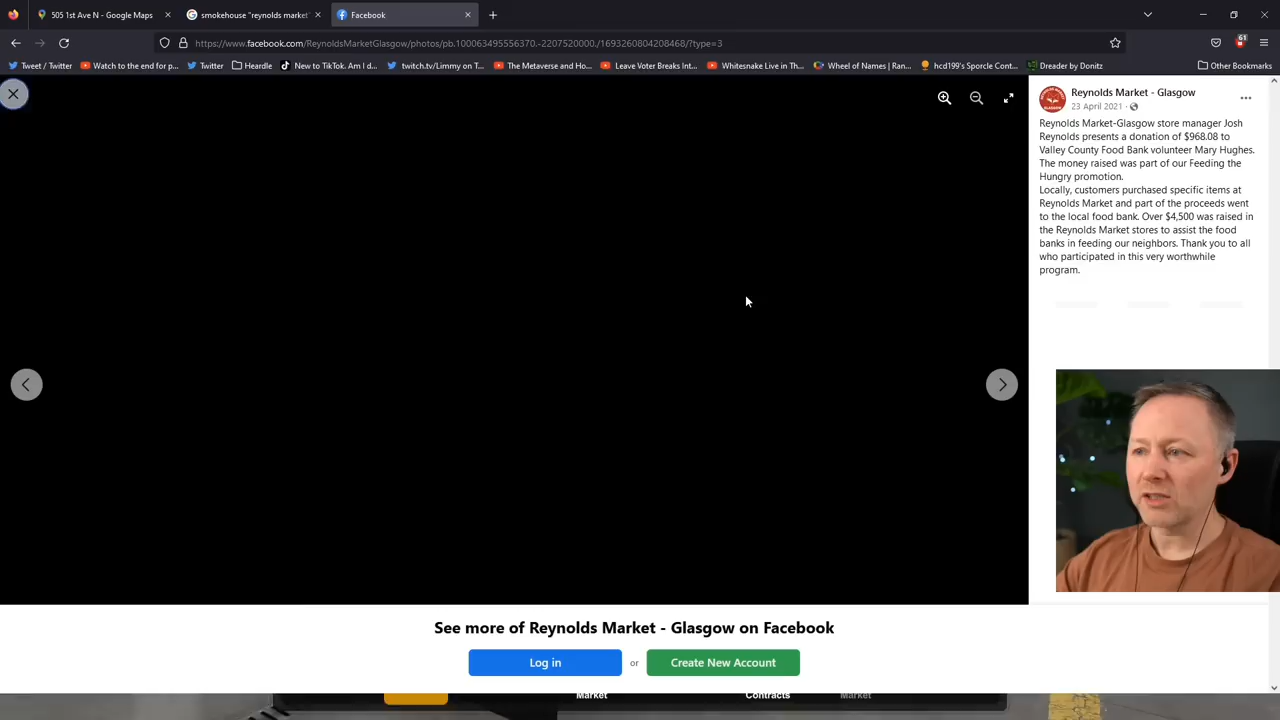 505 1st Ave N - Google Maps
smokehouse "reynolds market"
Facebook
https://www.facebook.com/ReynoldsMarketGlasgow/photos/pb.100063495556370.-2207520000./1693260804208468/?type=3
61
Tweet / Twitter
Watch to the end for p...
Twitter
Heardle
New to TikTok. Am I d...
twitch.tv/Limmy on T...
The Metaverse and Ho...
Leave Voter Breaks Int...
Whitesnake Live in Th...
Wheel of Names | Ran...
hcd199's Sporcle Cont...
Dreader by Donitz
Other Bookmarks
Reynolds Market - Glasgow
23 April 2021 ·
Reynolds Market-Glasgow store manager Josh
Reynolds presents a donation of $968.08 to
Valley County Food Bank volunteer Mary Hughes.
The money raised was part of our Feeding the
Hungry promotion.
Locally, customers purchased specific items at
Reynolds Market and part of the proceeds went
to the local food bank. Over $4,500 was raised in
the Reynolds Market stores to assist the food
banks in feeding our neighbors. Thank you to all
who participated in this very worthwhile
program.
See more of Reynolds Market - Glasgow on Facebook
Log in
or
Create New Account
Market
Contracts
Market